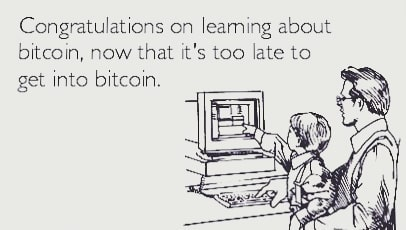 Congratulations on learning about
bitcoin, now that it's too late to
get into bitcoin.